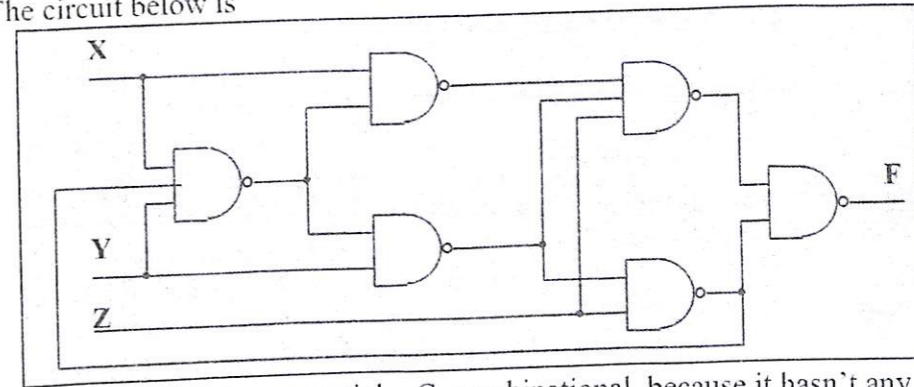 The circuit below is
X
F
Y
Z
C
combinational, because it hasn't any